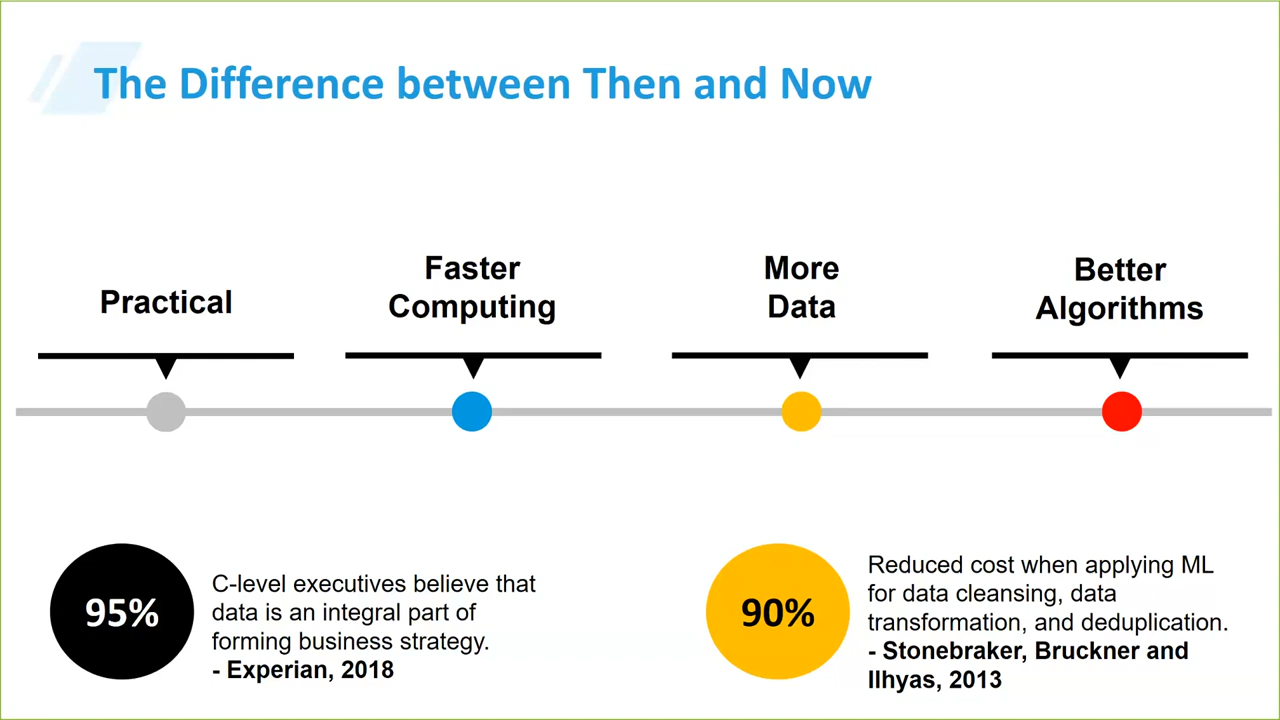 The Difference between Then and Now
Practical
Faster
Computing
More
Data
Better
Algorithms
95%
C-level executives believe that
data is an integral part of
forming business strategy.
- Experian, 2018
90%
Reduced cost when applying ML
for data cleansing, data
transformation, and deduplication.
- Stonebraker, Bruckner and
Ilhyas, 2013